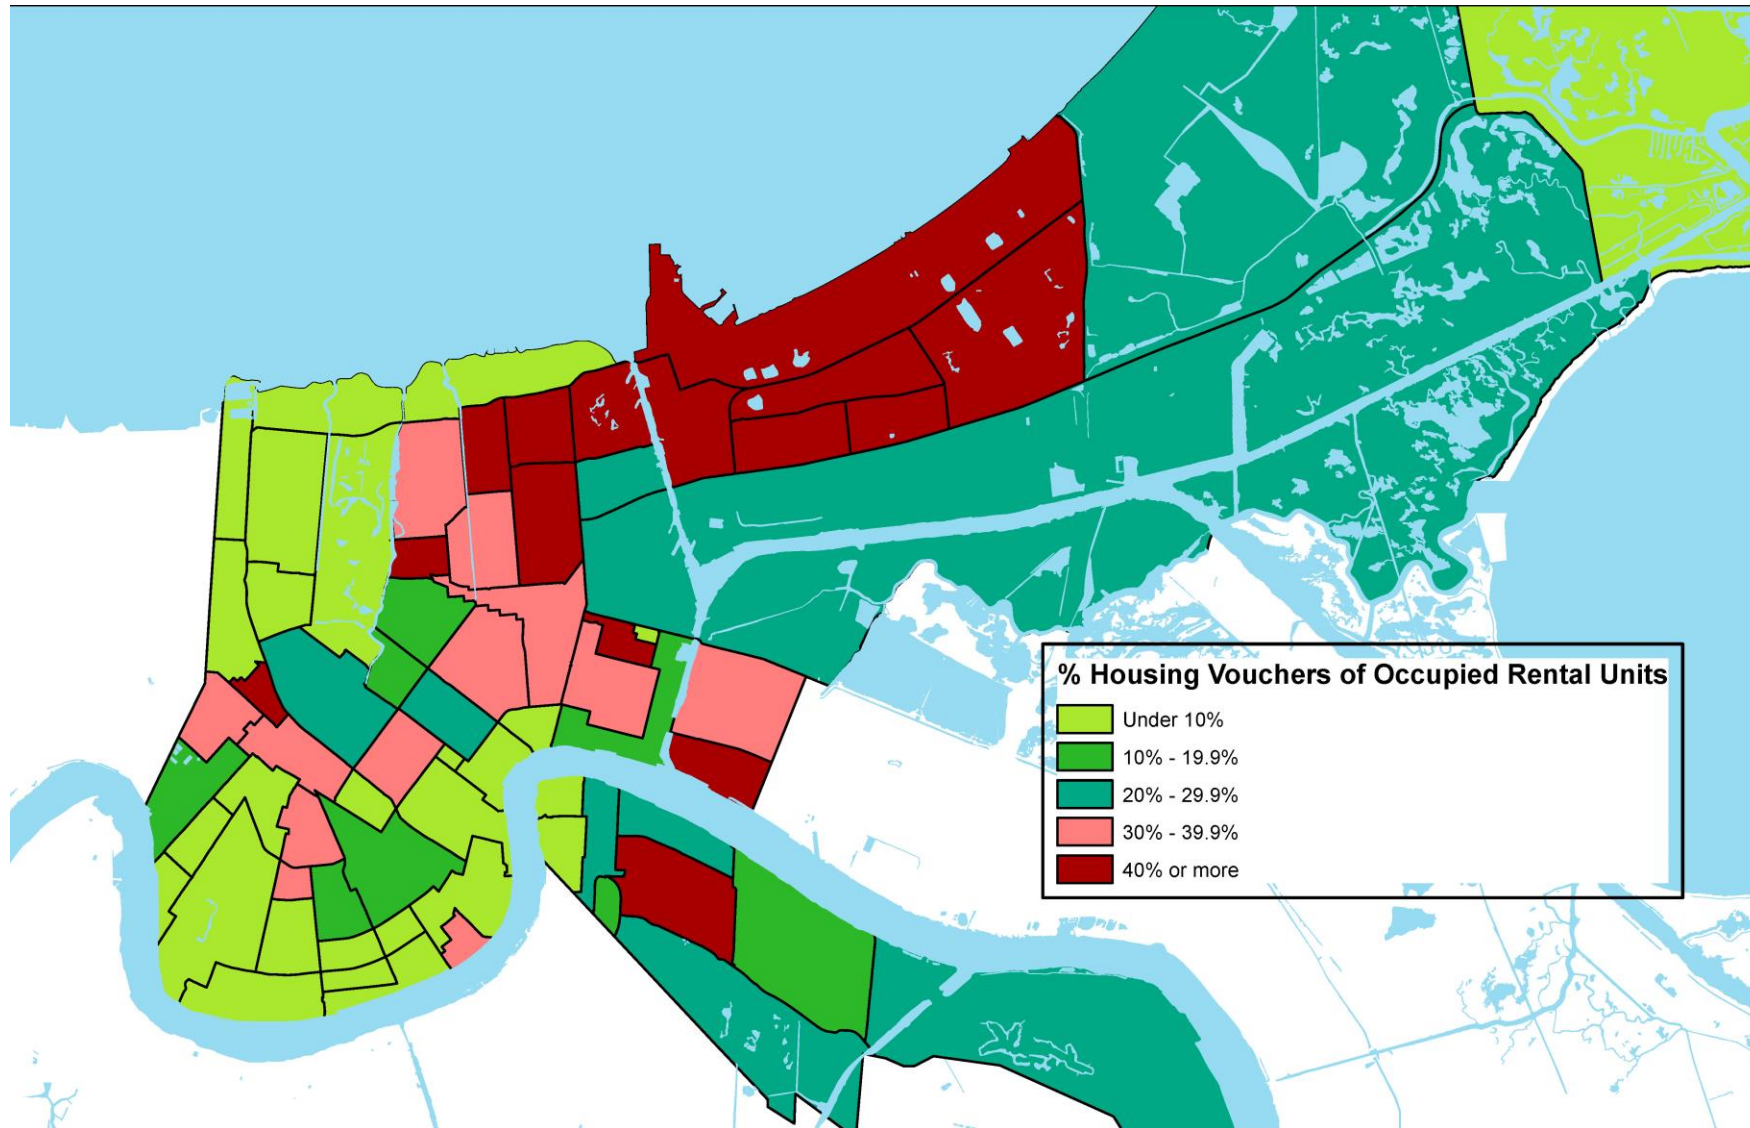 % Housing Vouchers of Occupied Rental Units
Under 10%
10% - 19.9%
20% - 29.9%
30% - 39.9%
40% or more